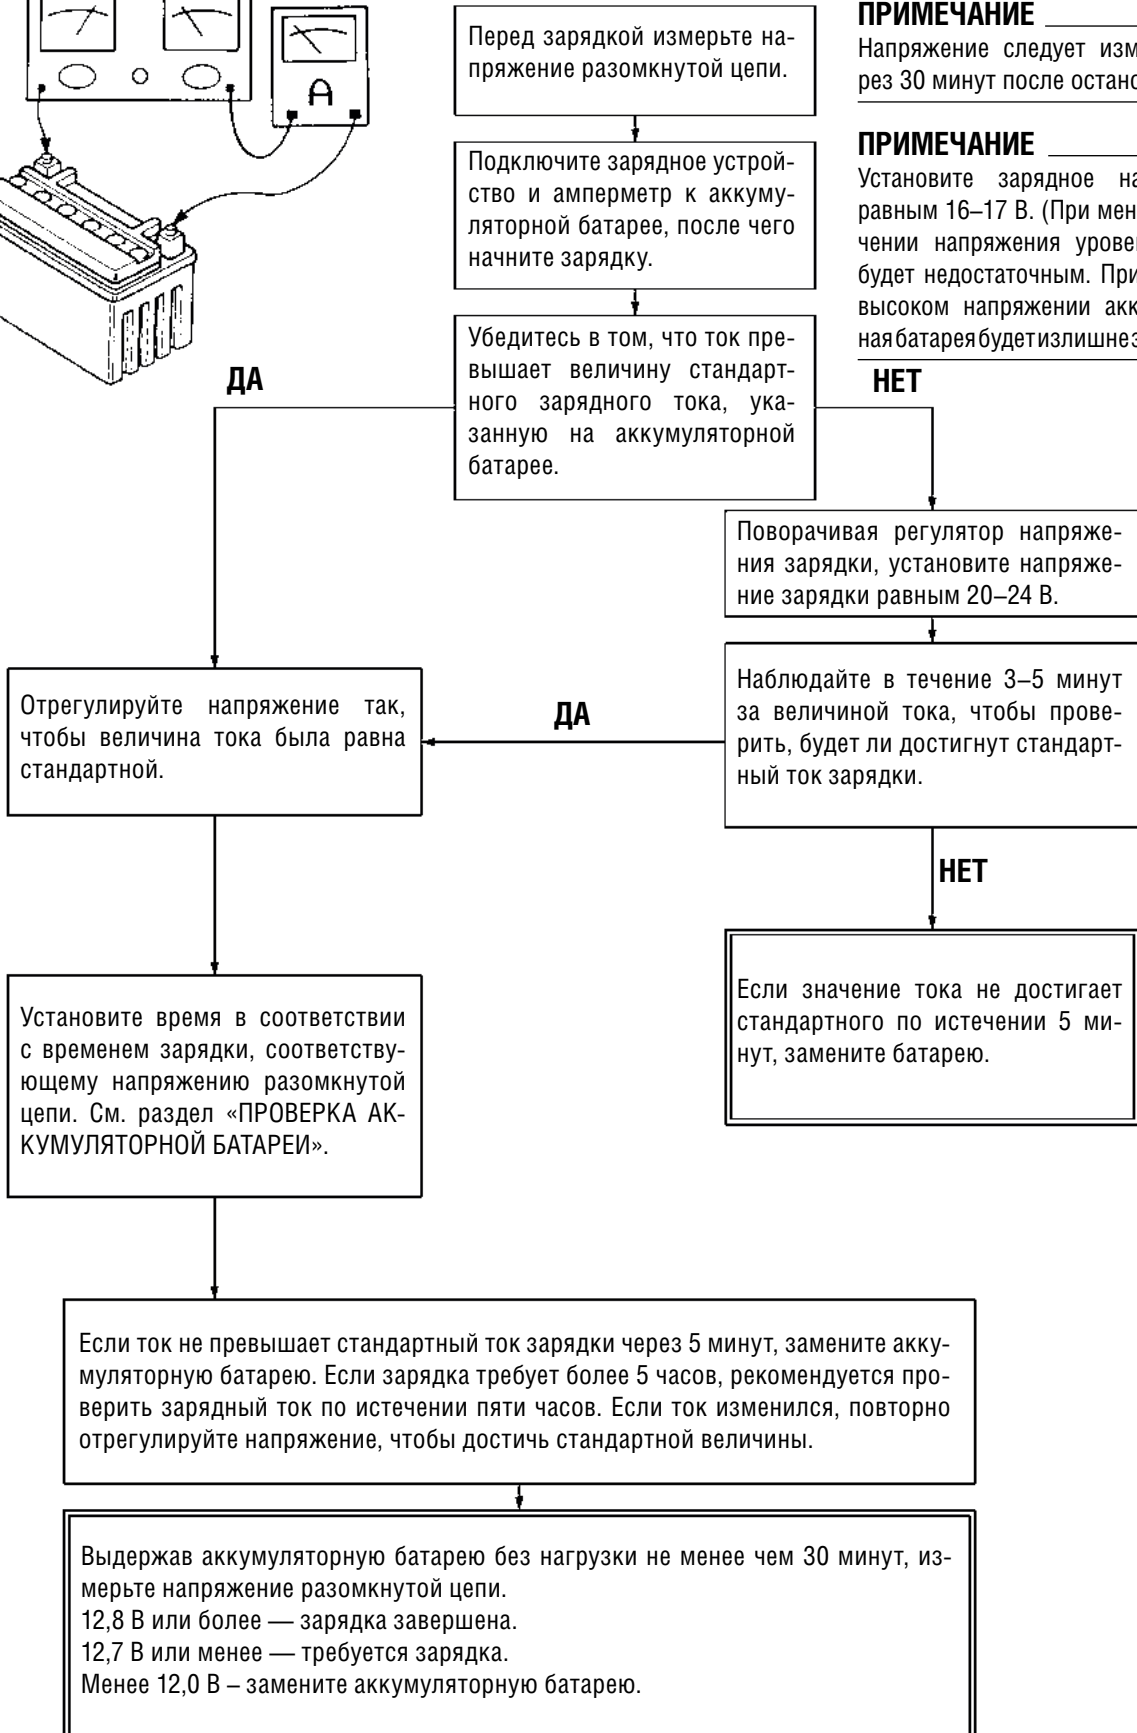 A
Перед зарядкой измерьте на-
пряжение разомкнутой цепи.
ПРИМЕЧАНИЕ
Напряжение следует изм
рез 30 минут после остано
ПРИМЕЧАНИЕ
Установите зарядное на
равным 16–17 В. (При мен
чении напряжения уровен
будет недостаточным. При
высоком напряжении акк
ная батарея будет излишне з
Подключите зарядное устрой-
ство и амперметр к аккуму-
ляторной батарее, после чего
начните зарядку.
Убедитесь в том, что ток пре-
вышает величину стандарт-
ного зарядного тока, ука-
занную на аккумуляторной
батарее.
ДА
НЕТ
Поворачивая регулятор напряже-
ния зарядки, установите напряже-
ние зарядки равным 20–24 В.
Наблюдайте в течение 3–5 минут
за величиной тока, чтобы прове-
рить, будет ли достигнут стандарт-
ный ток зарядки.
ДА
Отрегулируйте напряжение так,
чтобы величина тока была равна
стандартной.
НЕТ
Если значение тока не достигает
стандартного по истечении 5 ми-
нут, замените батарею.
Установите время в соответствии
с временем зарядки, соответству-
ющему напряжению разомкнутой
цепи. См. раздел «ПРОВЕРКА АК-
КУМУЛЯТОРНОЙ БАТАРЕИ».
Если ток не превышает стандартный ток зарядки через 5 минут, замените акку-
муляторную батарею. Если зарядка требует более 5 часов, рекомендуется про-
верить зарядный ток по истечении пяти часов. Если ток изменился, повторно
отрегулируйте напряжение, чтобы достичь стандартной величины.
Выдержав аккумуляторную батарею без нагрузки не менее чем 30 минут, из-
мерьте напряжение разомкнутой цепи.
12,8 В или более — зарядка завершена.
12,7 В или менее — требуется зарядка.
Менее 12,0 В – замените аккумуляторную батарею.